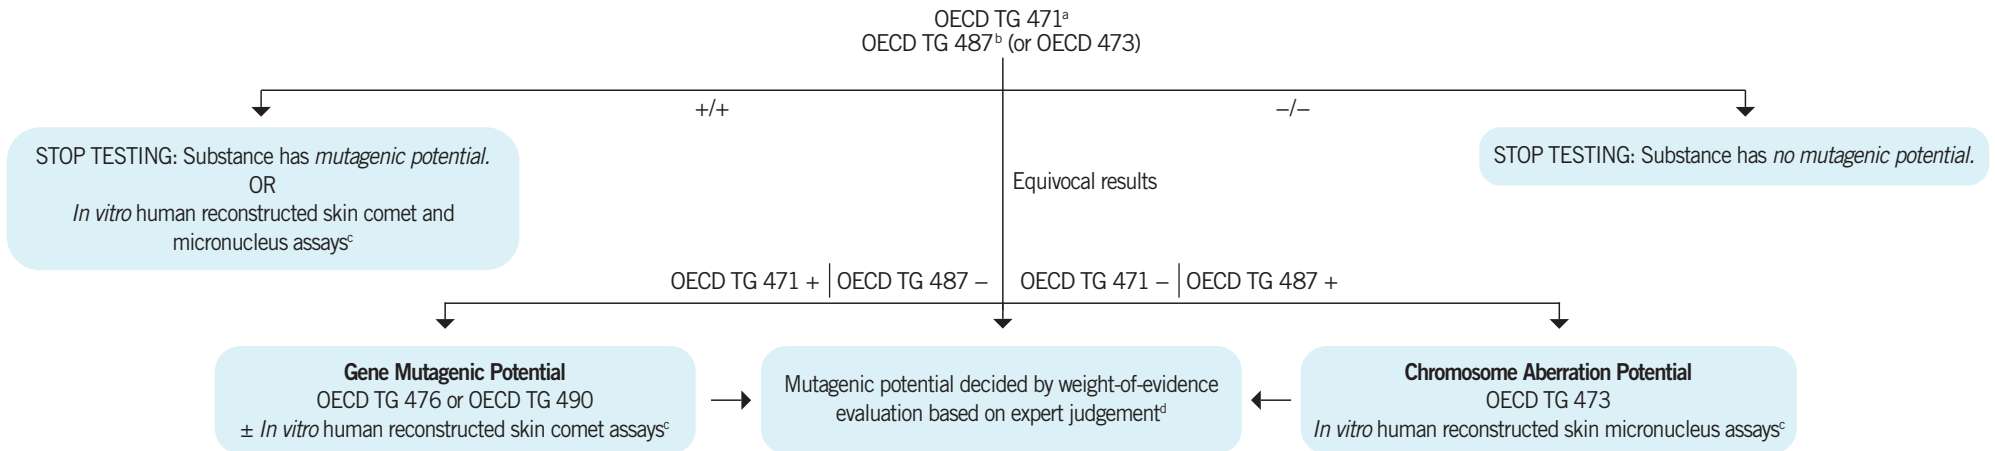 OECD TG 471ᵃ
OECD TG 487ᵇ (or OECD 473)
+/+
–/–
STOP TESTING: Substance has mutagenic potential.
OR
In vitro human reconstructed skin comet and
micronucleus assaysᶜ
STOP TESTING: Substance has no mutagenic potential.
Equivocal results
OECD TG 471 + | OECD TG 487 –
OECD TG 471 – | OECD TG 487 +
Gene Mutagenic Potential
OECD TG 476 or OECD TG 490
± In vitro human reconstructed skin comet assaysᶜ
Mutagenic potential decided by weight-of-evidence
evaluation based on expert judgementᵈ
Chromosome Aberration Potential
OECD TG 473
In vitro human reconstructed skin micronucleus assaysᶜ